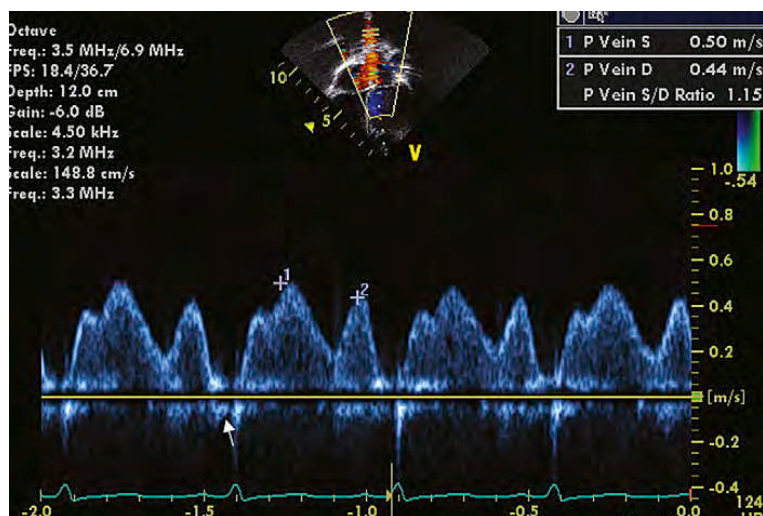 Octave
Freq.: 3.5 MHz/6.9 MHz
FPS: 18.4/36.7
Depth: 12.0 cm
Gain: -6.0 dB
Scale: 4.50 kHz
Freq.: 3.2 MHz
Scale: 148.8 cm/s
Freq.: 3.3 MHz
1 P Vein S 0.50 m/s
2 P Vein D 0.44 m/s
P Vein S/D Ratio 1.15
10
5
V
-.54
1.0
0.8
0.6
0.4
0.2
[m/s]
-0.2
-0.4
1
2
-2.0
-1.5
-1.0
-0.5
0.0
124
HR